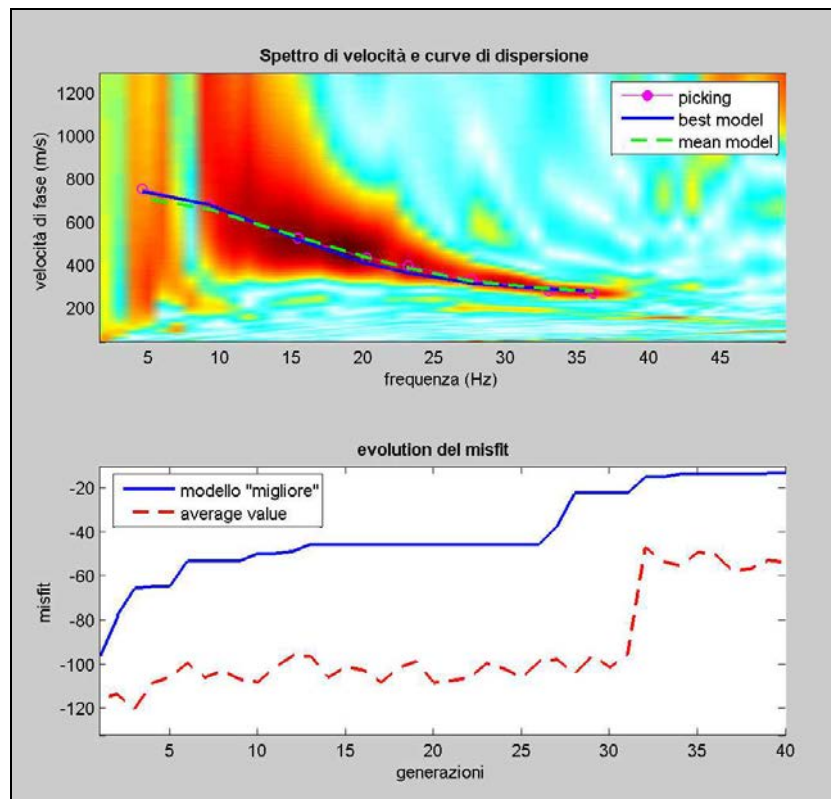 Spettro di velocità e curve di dispersione
velocità di fase (m/s)
1200
1000
800
600
400
200
picking
best model
mean model
5 10 15 20 25 30 35 40 45
frequenza (Hz)
evolution del misfit
misfit
-20
-40
-60
-80
-100
-120
modello "migliore"
average value
5 10 15 20 25 30 35 40
generazioni